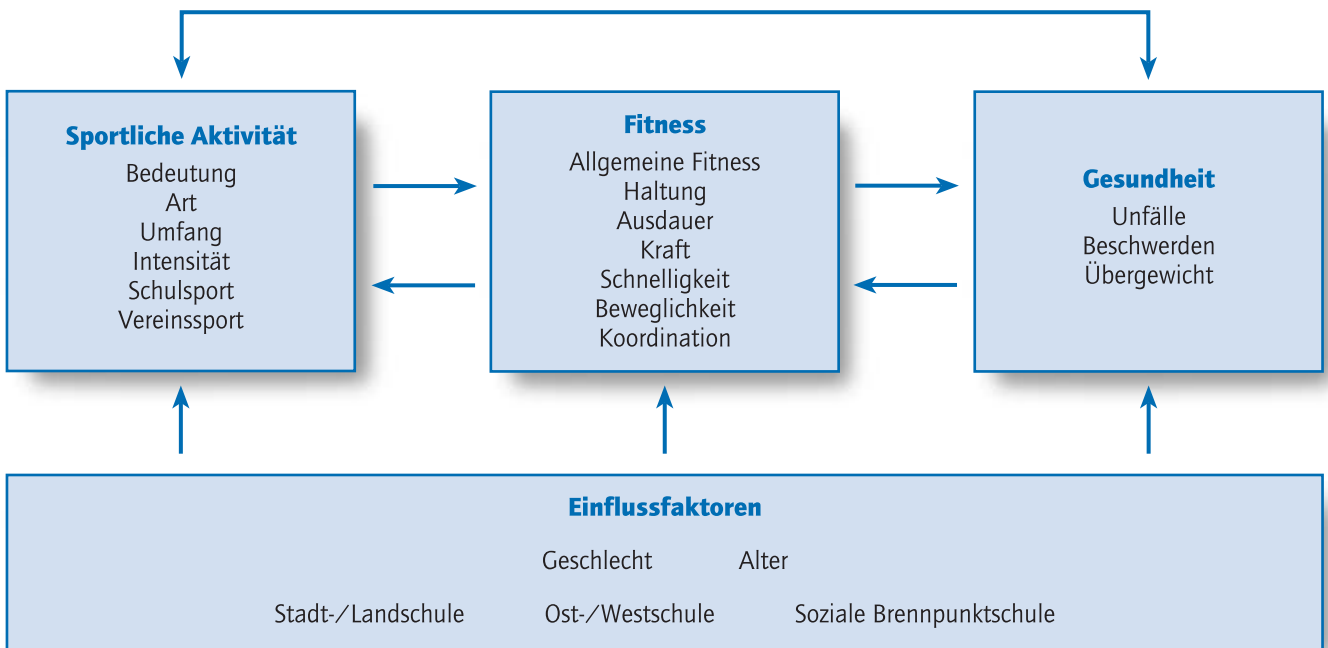 Sportliche Aktivität
Bedeutung
Art
Umfang
Intensität
Schulsport
Vereinssport
Fitness
Allgemeine Fitness
Haltung
Ausdauer
Kraft
Schnelligkeit
Beweglichkeit
Koordination
Gesundheit
Unfälle
Beschwerden
Übergewicht
Einflussfaktoren
Geschlecht Alter
Stadt-/Landschule Ost-/Westschule Soziale Brennpunktschule